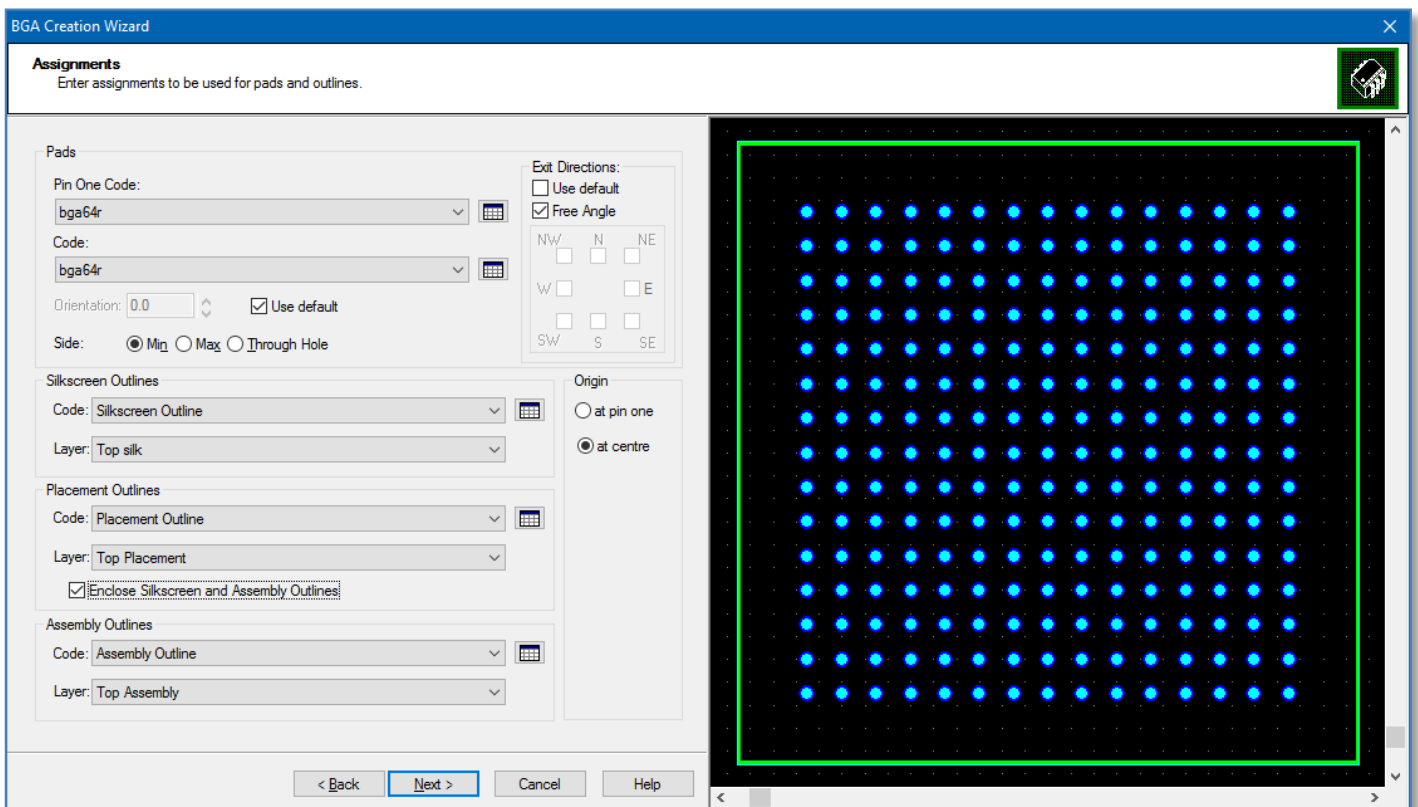 BGA Creation Wizard
Assignments
Enter assignments to be used for pads and outlines.
Pads
Pin One Code:
bga64r
Code:
bga64r
Orientation: 0.0 Use default
Side: Min Max Through Hole
Exit Directions:
Use default
Free Angle
NW N NE
W E
SW S SE
Silkscreen Outlines
Code: Silkscreen Outline
Layer: Top silk
Origin
at pin one
at centre
Placement Outlines
Code: Placement Outline
Layer: Top Placement
Enclose Silkscreen and Assembly Outlines
Assembly Outlines
Code: Assembly Outline
Layer: Top Assembly
< Back Next > Cancel Help